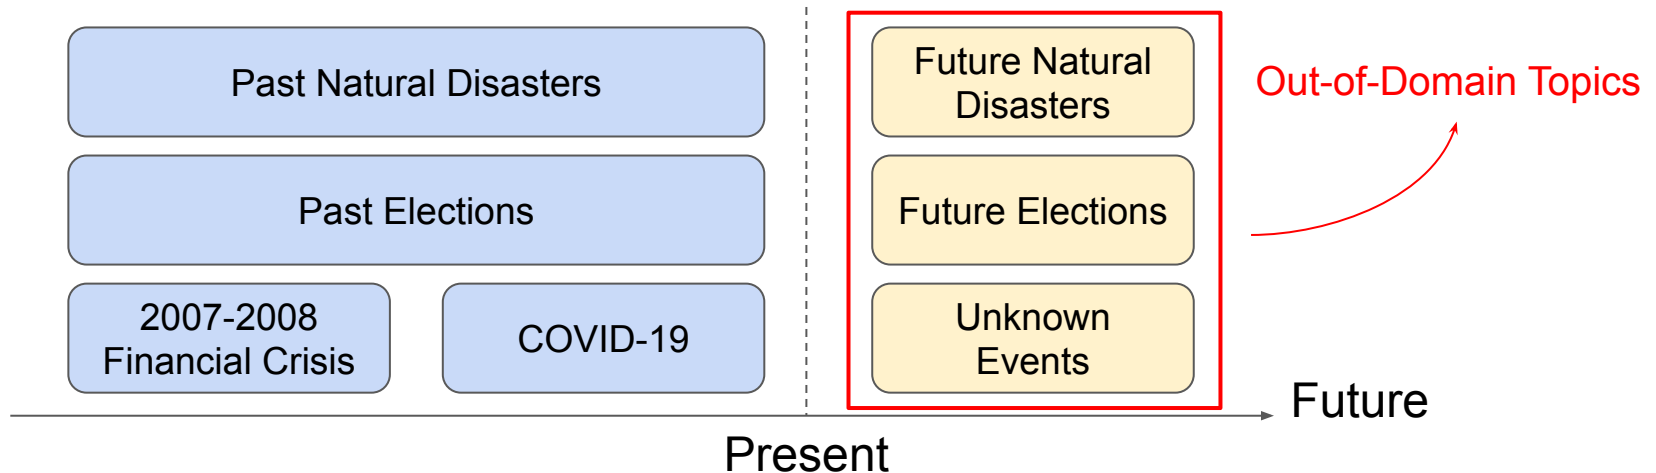 Past Natural Disasters
Past Elections
2007-2008
Financial Crisis
COVID-19
Future Natural
Disasters
Future Elections
Unknown
Events
Out-of-Domain Topics
Future
Present